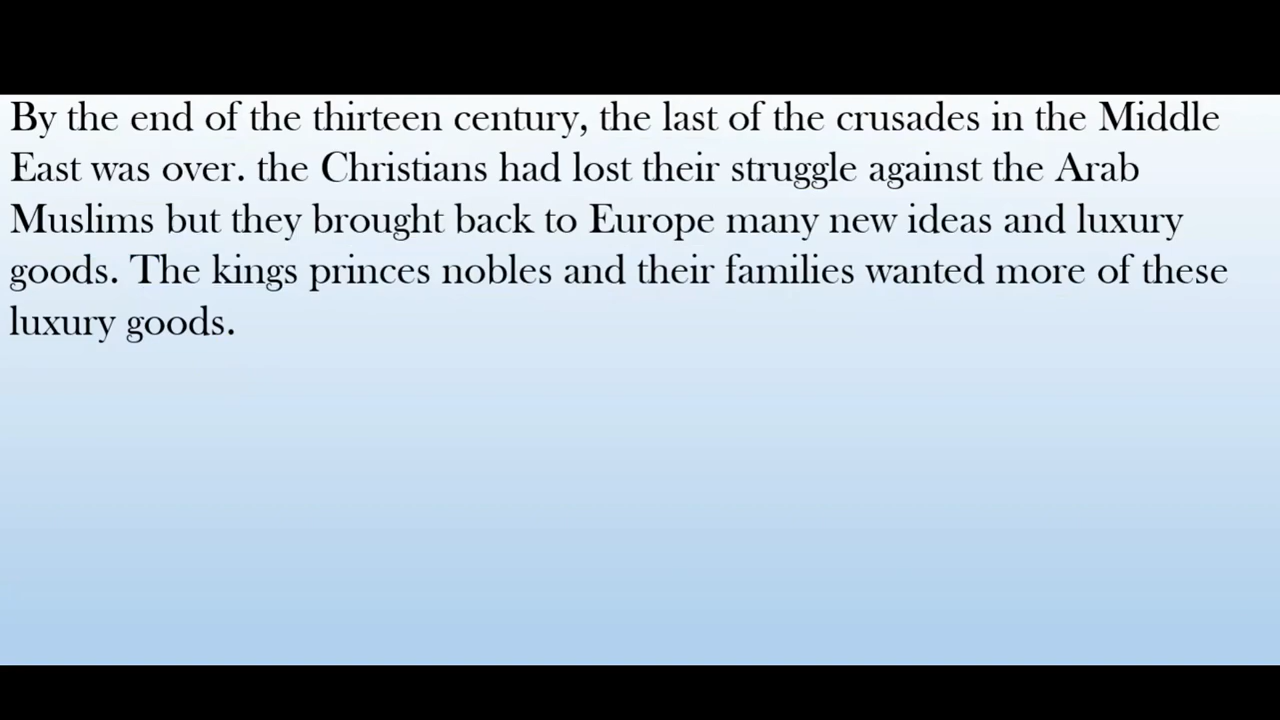 By the end of the thirteen century, the last of the crusades in the Middle
East was over. the Christians had lost their struggle against the Arab
Muslims but they brought back to Europe many new ideas and luxury
goods. The kings princes nobles and their families wanted more of these
luxury goods.